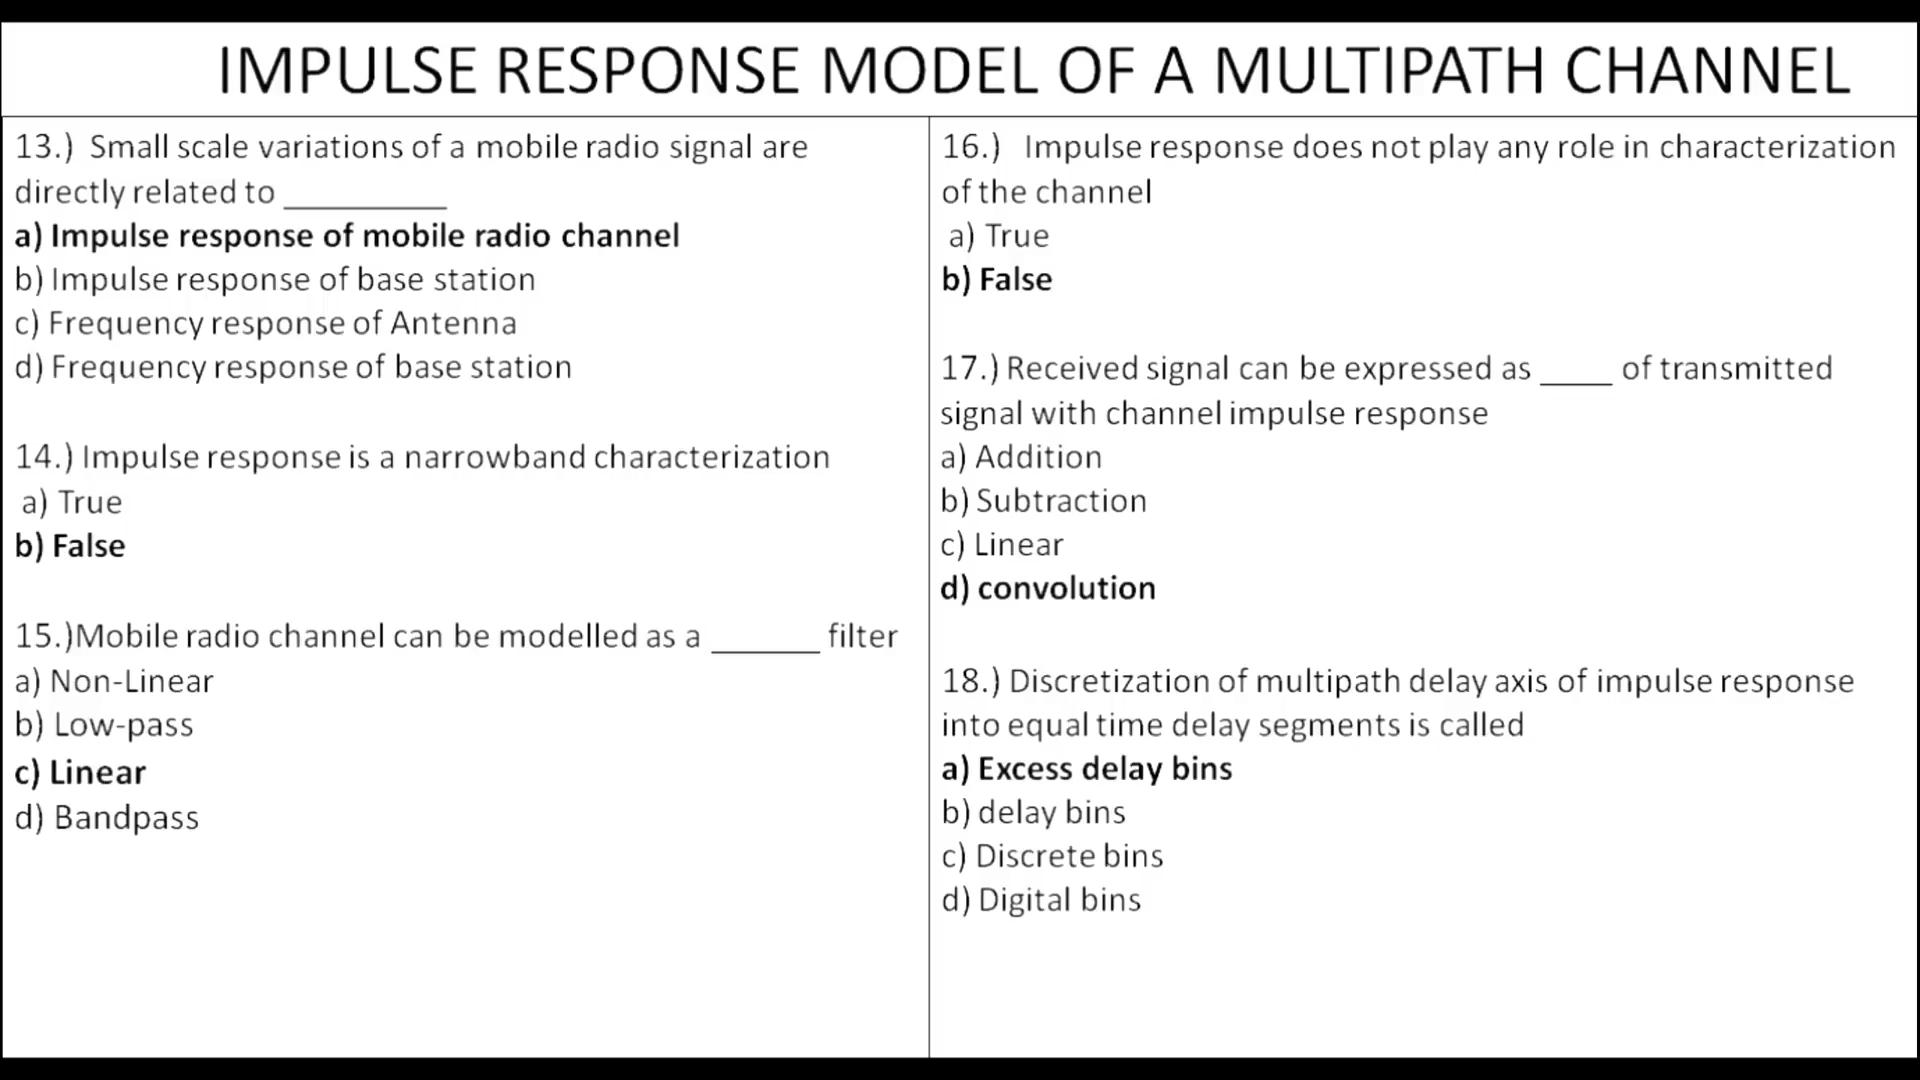 IMPULSE RESPONSE MODEL OF A MULTIPATH CHANNEL
13.) Small scale variations of a mobile radio signal are
directly related to _________
a) Impulse response of mobile radio channel
b) Impulse response of base station
c) Frequency response of Antenna
d) Frequency response of base station
14.) Impulse response is a narrowband characterization
a) True
b) False
15.)Mobile radio channel can be modelled as a ______ filter
a) Non-Linear
b) Low-pass
c) Linear
d) Bandpass
16.) Impulse response does not play any role in characterization
of the channel
a) True
b) False
17.) Received signal can be expressed as ____ of transmitted
signal with channel impulse response
a) Addition
b) Subtraction
c) Linear
d) convolution
18.) Discretization of multipath delay axis of impulse response
into equal time delay segments is called
a) Excess delay bins
b) delay bins
c) Discrete bins
d) Digital bins